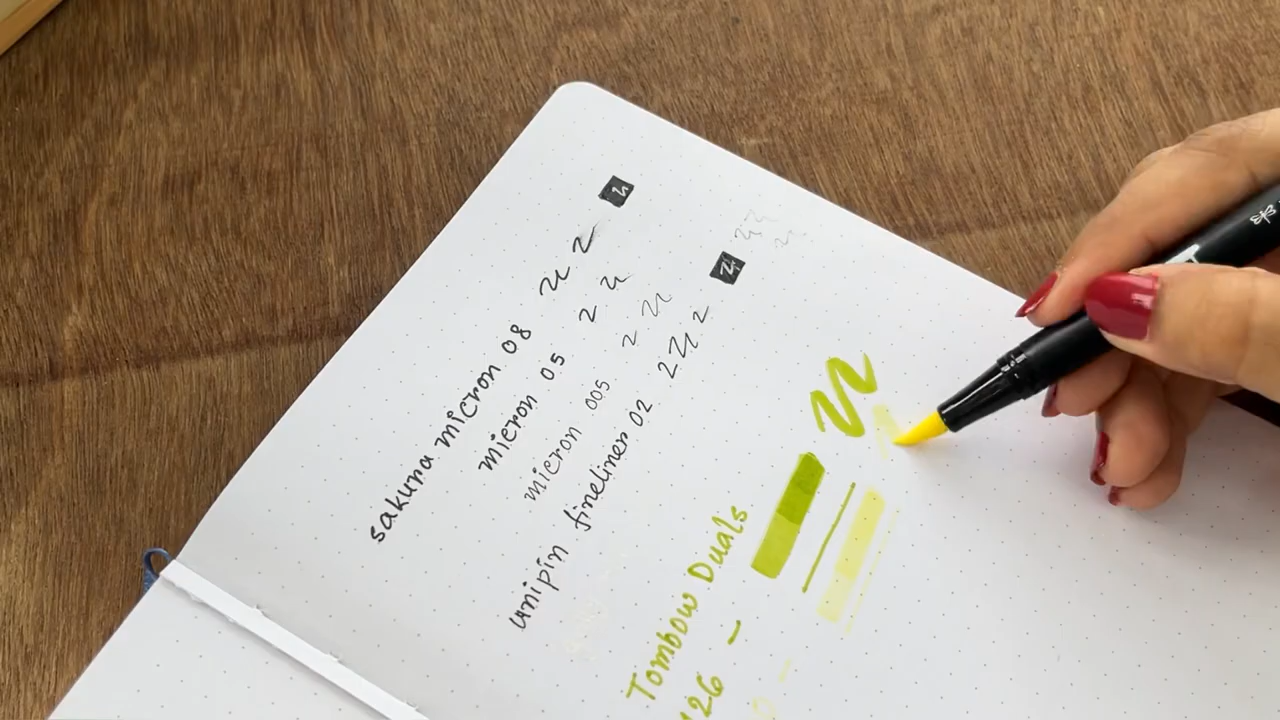 sakura micron 08
micron 05
micron 005
unipin fineliner 02
Tombow Duals
126 -